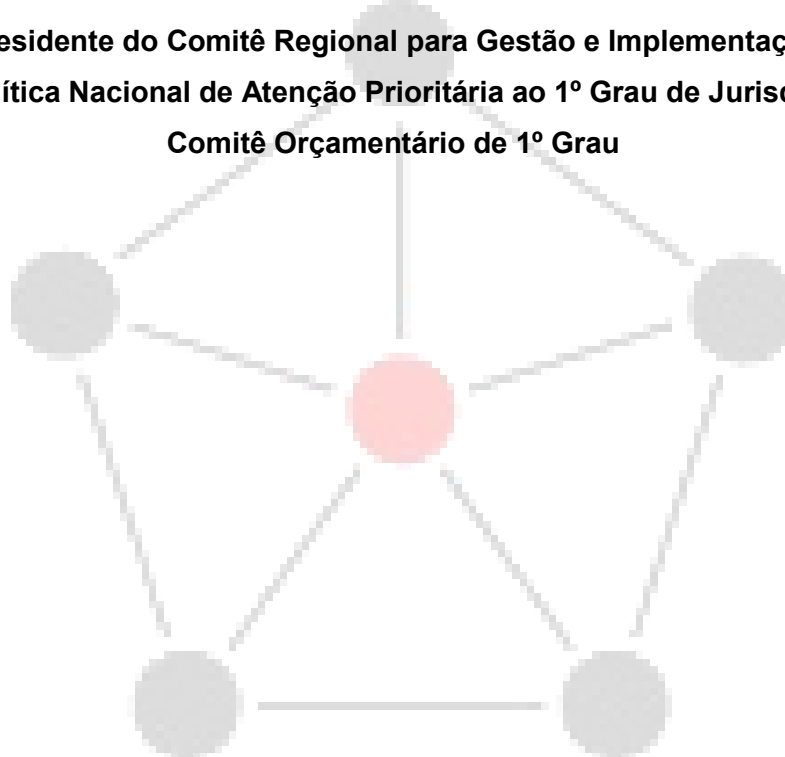 esidente do Comitê Regional para Gestão e Implementaç
ítica Nacional de Atenção Prioritária ao 1º Grau de Juris
Comitê Orçamentário de 1º Grau